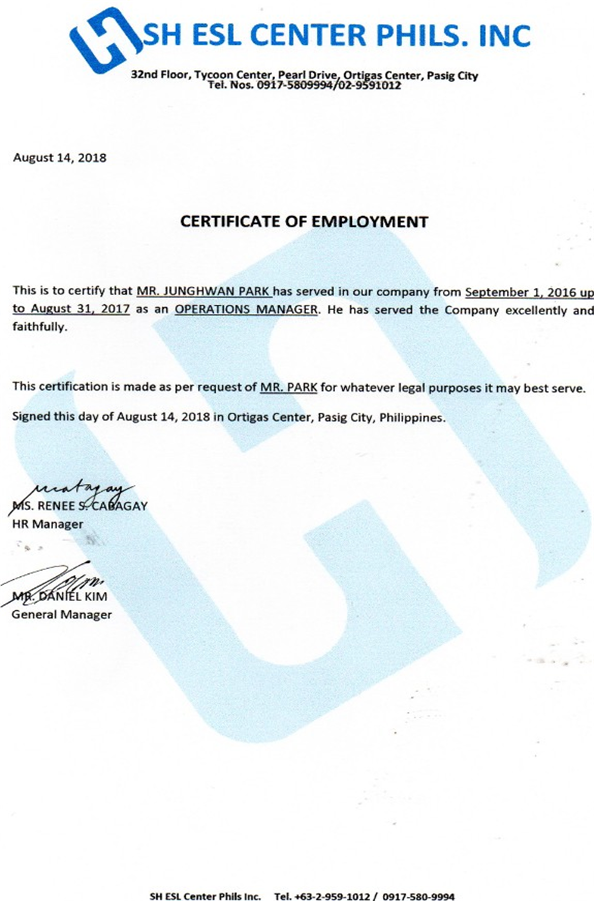 SH ESL CENTER PHILS. INC
32nd Floor, Tycoon Center, Pearl Drive, Ortigas Center, Pasig City
Tel. Nos. 0917-5809994/02-9591012
August 14, 2018
CERTIFICATE OF EMPLOYMENT
This is to certify that MR. JUNGHWAN PARK has served in our company from September 1, 2016 up
to August 31, 2017 as an OPERATIONS MANAGER. He has served the Company excellently and
faithfully.
This certification is made as per request of MR. PARK for whatever legal purposes it may best serve.
Signed this day of August 14, 2018 in Ortigas Center, Pasig City, Philippines.
MS. RENEE S. CABAGAY
HR Manager
MR. DANIEL KIM
General Manager
SH ESL Center Phils Inc. Tel. +63-2-959-1012 / 0917-580-9994